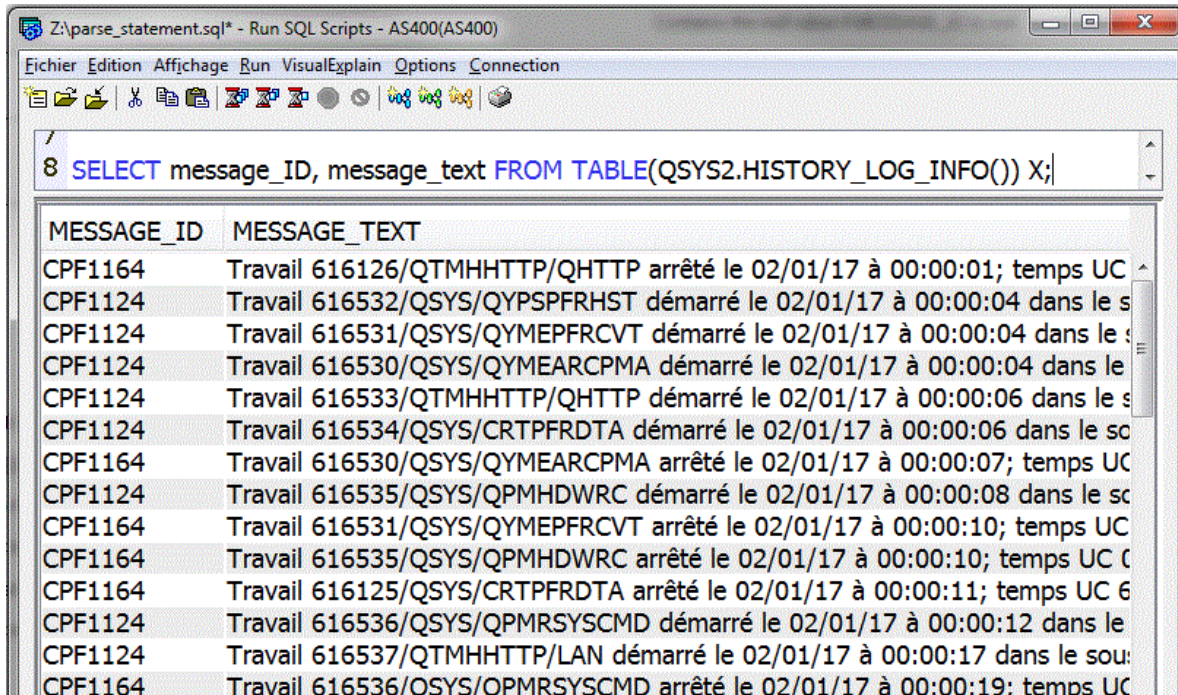 Z:\parse_statement.sql* - Run SQL Scripts - AS400(AS400)
Fichier Edition Affichage Run VisualExplain Options Connection
7
8 SELECT message_ID, message_text FROM TABLE(QSYS2.HISTORY_LOG_INFO()) X;
MESSAGE_ID MESSAGE_TEXT
CPF1164 Travail 616126/QTMHHTTP/QHTTP arrêté le 02/01/17 à 00:00:01; temps UC
CPF1124 Travail 616532/QSYS/QYPSPFRHST démarré le 02/01/17 à 00:00:04 dans le s
CPF1124 Travail 616531/QSYS/QYMEPFRCVT démarré le 02/01/17 à 00:00:04 dans le s
CPF1124 Travail 616530/QSYS/QYMEARCPMA démarré le 02/01/17 à 00:00:04 dans le
CPF1124 Travail 616533/QTMHHTTP/QHTTP démarré le 02/01/17 à 00:00:06 dans le s
CPF1124 Travail 616534/QSYS/CRTPFRDTA démarré le 02/01/17 à 00:00:06 dans le so
CPF1164 Travail 616530/QSYS/QYMEARCPMA arrêté le 02/01/17 à 00:00:07; temps UC
CPF1124 Travail 616535/QSYS/QPMHDWRC démarré le 02/01/17 à 00:00:08 dans le so
CPF1164 Travail 616531/QSYS/QYMEPFRCVT arrêté le 02/01/17 à 00:00:10; temps UC
CPF1164 Travail 616535/QSYS/QPMHDWRC arrêté le 02/01/17 à 00:00:10; temps UC 0
CPF1164 Travail 616125/QSYS/CRTPFRDTA arrêté le 02/01/17 à 00:00:11; temps UC 6
CPF1124 Travail 616536/QSYS/QPMRSYSCMD démarré le 02/01/17 à 00:00:12 dans le
CPF1124 Travail 616537/QTMHHTTP/LAN démarré le 02/01/17 à 00:00:17 dans le sous
CPF1164 Travail 616536/QSYS/QPMRSYSCMD arrêté le 02/01/17 à 00:00:19; temps UC